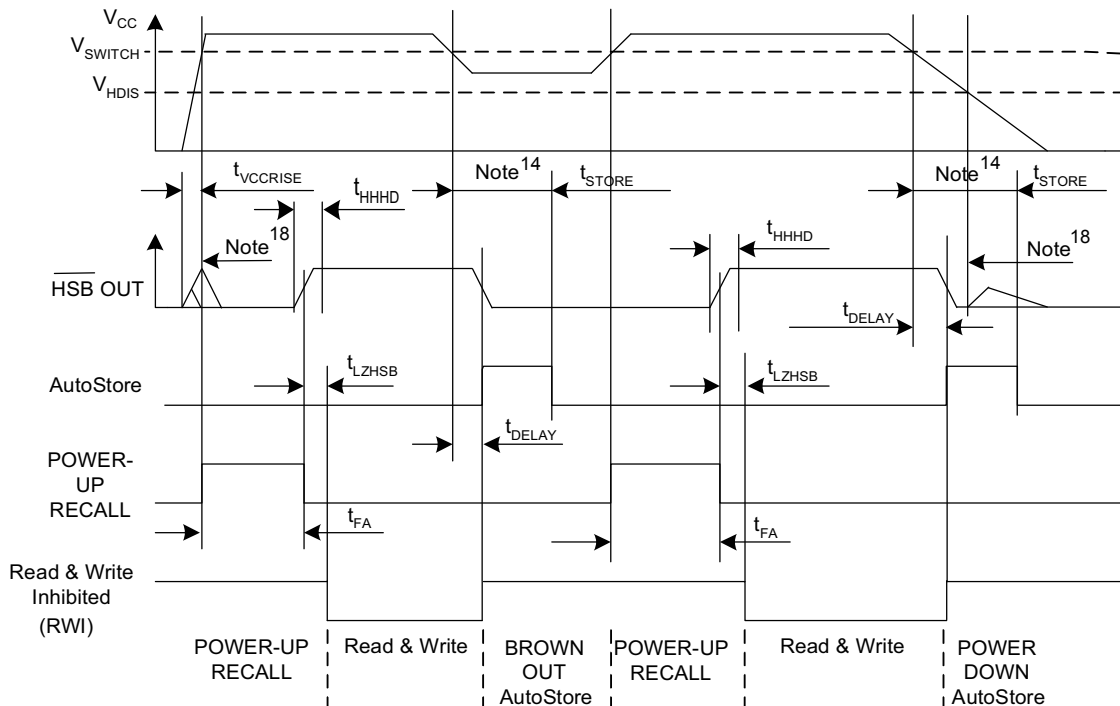 VCC
VSWITCH
VHDIS
tVCCRISE
tHHHD
Note14
tSTORE
Note14
tSTORE
Note18
tHHHD
Note18
HSB OUT
tDELAY
AutoStore
tLZHSB
tLZHSB
tDELAY
POWER-
UP
RECALL
tFA
tFA
Read & Write
Inhibited
(RWI)
POWER-UP
RECALL
Read & Write
BROWN
OUT
AutoStore
POWER-UP
RECALL
Read & Write
POWER
DOWN
AutoStore